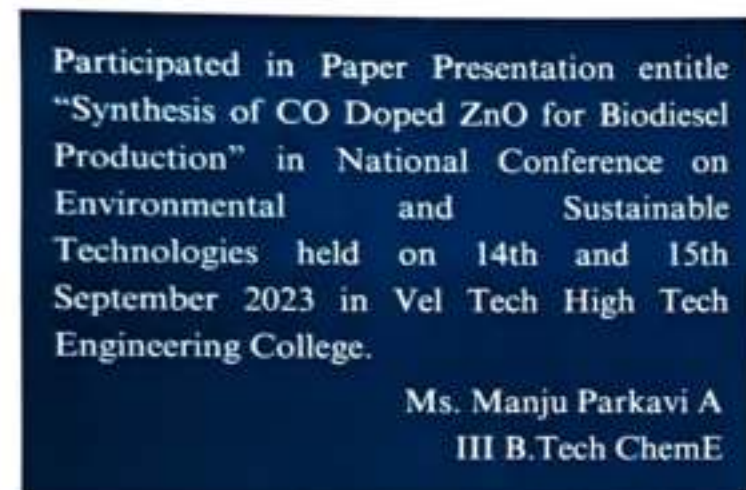 Participated in Paper Presentation entitle
“Synthesis of CO Doped ZnO for Biodiesel
Production” in National Conference on
Environmental and Sustainable
Technologies held on 14th and 15th
September 2023 in Vel Tech High Tech
Engineering College.
Ms. Manju Parkavi A
III B.Tech ChemE